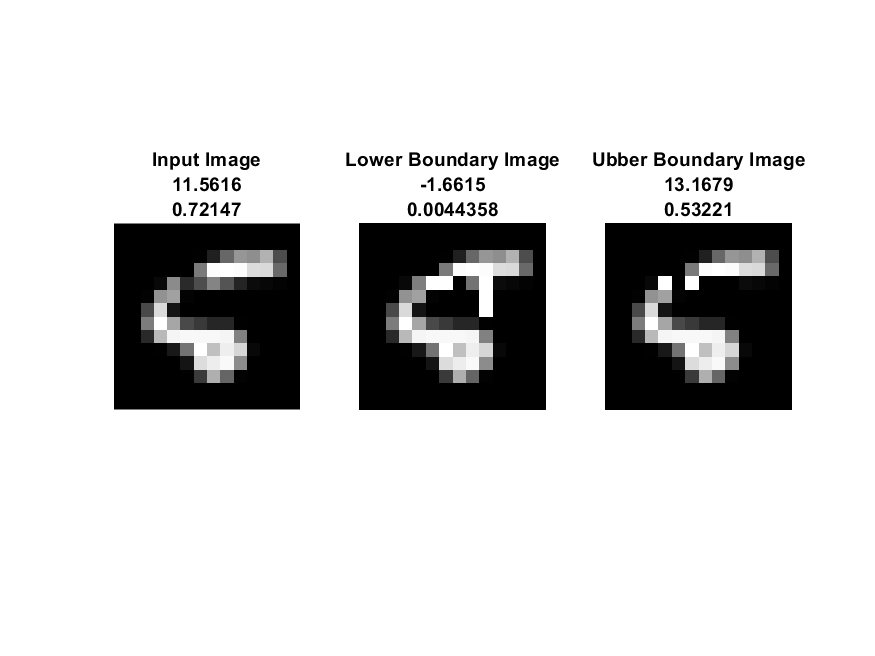 Input Image
11.5616
0.72147
Lower Boundary Image
-1.6615
0.0044358
Ubber Boundary Image
13.1679
0.53221